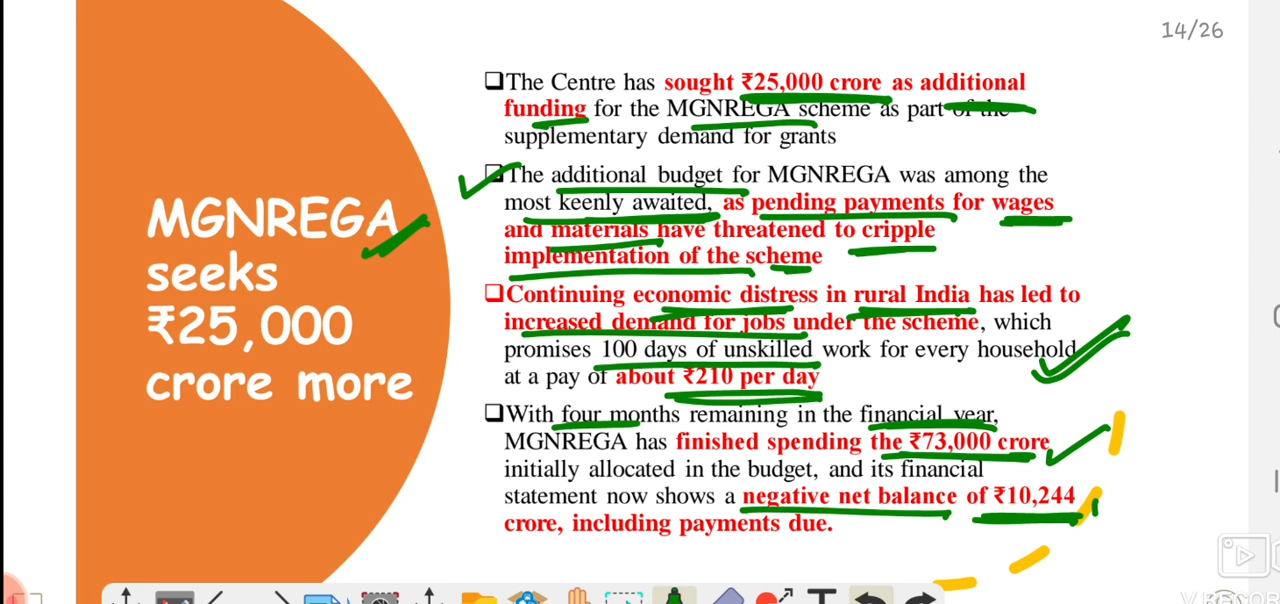 14/26
MGNREGA
seeks
₹25,000
crore more
❑The Centre has sought ₹25,000 crore as additional
funding for the MGNREGA scheme as part of the
supplementary demand for grants
❑The additional budget for MGNREGA was among the
most keenly awaited, as pending payments for wages
and materials have threatened to cripple
implementation of the scheme
❑Continuing economic distress in rural India has led to
increased demand for jobs under the scheme, which
promises 100 days of unskilled work for every household
at a pay of about ₹210 per day
❑With four months remaining in the financial year,
MGNREGA has finished spending the ₹73,000 crore
initially allocated in the budget, and its financial
statement now shows a negative net balance of ₹10,244
crore, including payments due.